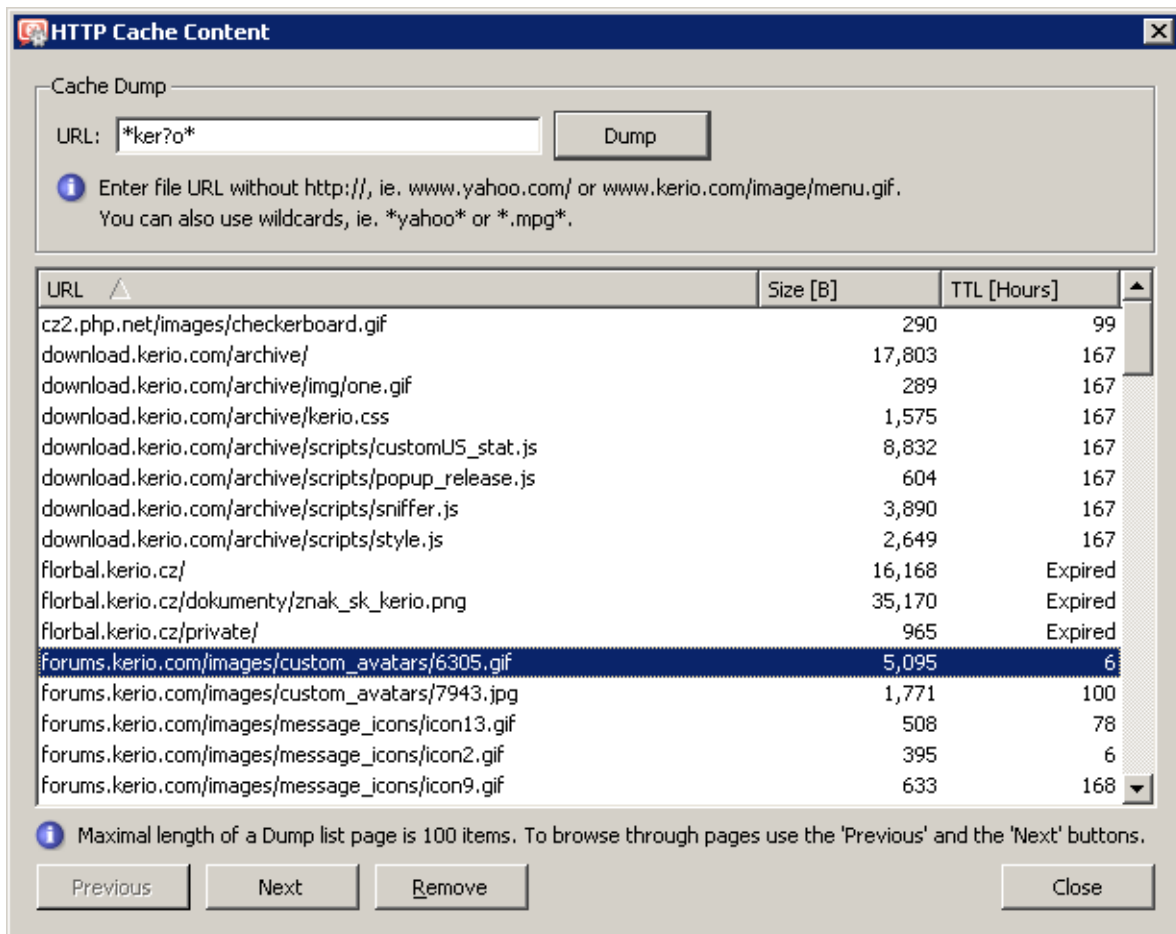 HTTP Cache Content
Cache Dump
URL: *ker?o* Dump
Enter file URL without http://, ie. www.yahoo.com/ or www.kerio.com/image/menu.gif.
You can also use wildcards, ie. *yahoo* or *.mpg*.
URL Size [B] TTL [Hours]
cz2.php.net/images/checkerboard.gif 290 99
download.kerio.com/archive/ 17,803 167
download.kerio.com/archive/img/one.gif 289 167
download.kerio.com/archive/kerio.css 1,575 167
download.kerio.com/archive/scripts/customUS_stat.js 8,832 167
download.kerio.com/archive/scripts/popup_release.js 604 167
download.kerio.com/archive/scripts/sniffer.js 3,890 167
download.kerio.com/archive/scripts/style.js 2,649 167
florbal.kerio.cz/ 16,168 Expired
florbal.kerio.cz/dokumenty/znak_sk_kerio.png 35,170 Expired
florbal.kerio.cz/private/ 965 Expired
forums.kerio.com/images/custom_avatars/6305.gif 5,095 6
forums.kerio.com/images/custom_avatars/7943.jpg 1,771 100
forums.kerio.com/images/message_icons/icon13.gif 508 78
forums.kerio.com/images/message_icons/icon2.gif 395 6
forums.kerio.com/images/message_icons/icon9.gif 633 168
Maximal length of a Dump list page is 100 items. To browse through pages use the 'Previous' and the 'Next' buttons.
Previous Next Remove Close